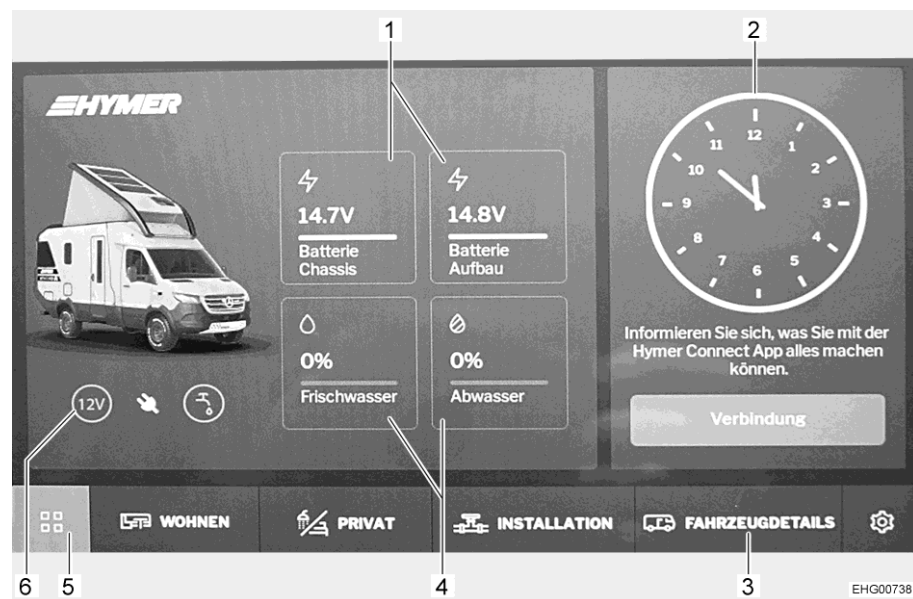 1
2
HYMER
14.7V
Batterie
Chassis
14.8V
Batterie
Aufbau
0%
Frischwasser
0%
Abwasser
12V
12
1
2
3
4
5
6
7
8
9
10
11
Informieren Sie sich, was Sie mit der
Hymer Connect App alles machen
können.
Verbindung
WOHNEN
PRIVAT
INSTALLATION
FAHRZEUGDETAILS
6
5
4
3
EHG00738